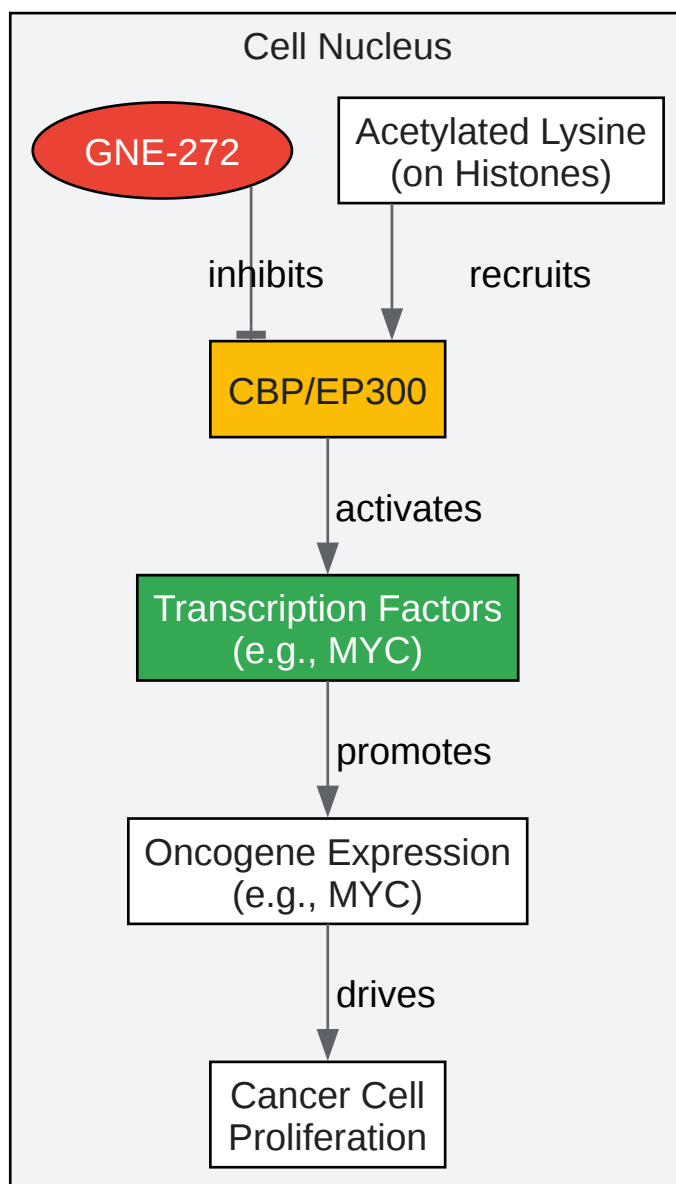 Cell Nucleus
GNE-272
Acetylated Lysine
(on Histones)
inhibits
recruits
CBP/EP300
activates
Transcription Factors
(e.g., MYC)
promotes
Oncogene Expression
(e.g., MYC)
drives
Cancer Cell
Proliferation